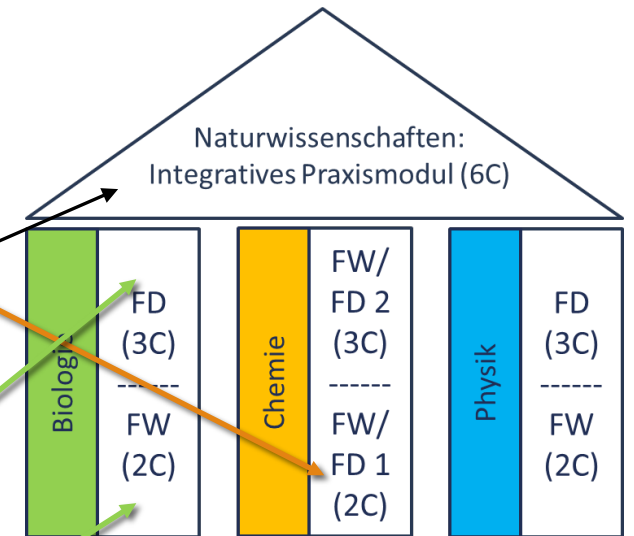 Naturwissenschaften:
Integratives Praxismodul (6C)
Biologie
FD
(3C)
------
FW
(2C)
Chemie
FW/
FD 2
(3C)
------
FW/
FD 1
(2C)
Physik
FD
(3C)
------
FW
(2C)